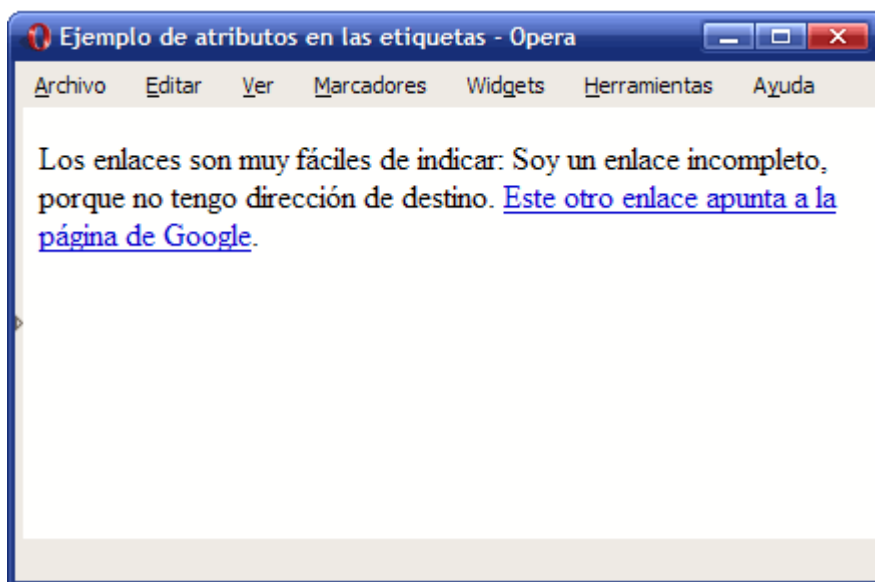 Ejemplo de atributos en las etiquetas - Opera
Archivo Editar Ver Marcadores Widgets Herramientas Ayuda
Los enlaces son muy fáciles de indicar: Soy un enlace incompleto,
porque no tengo dirección de destino. Este otro enlace apunta a la
página de Google.